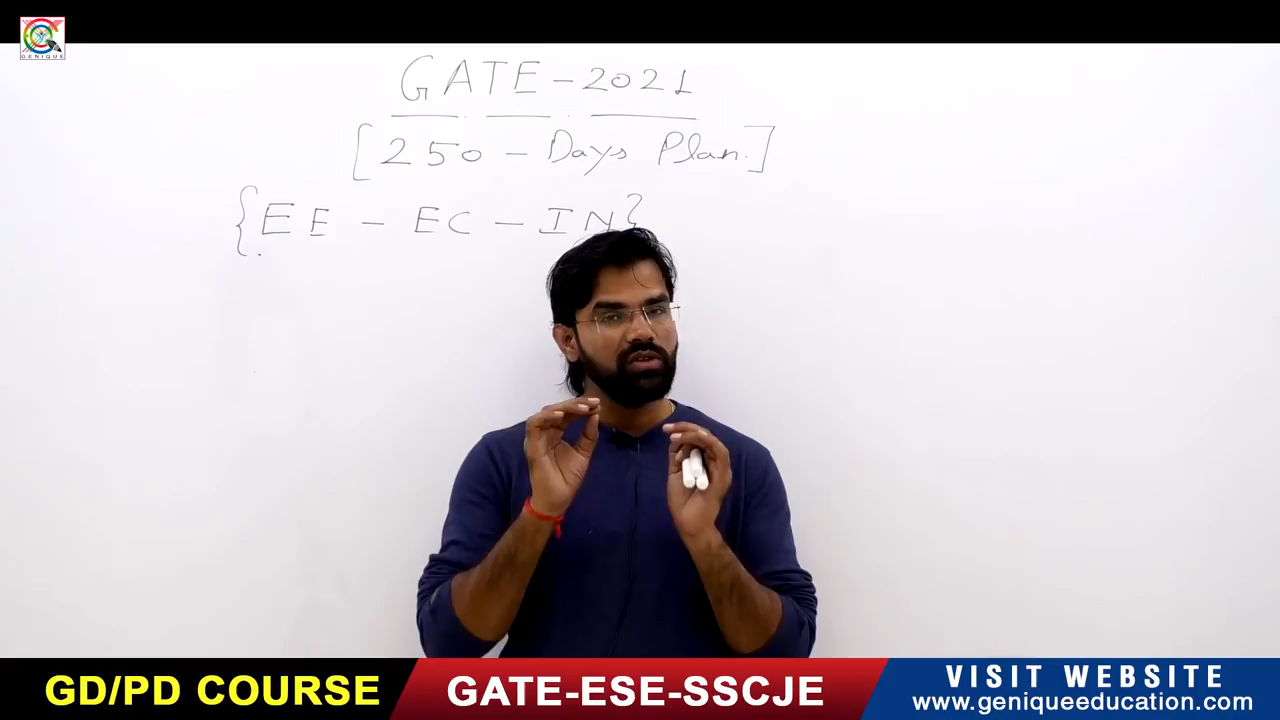 GENIQUE
GATE-2021
[250-Days Plan.]
{EE-EC-IN}
GD/PD COURSE
GATE-ESE-SSCJE
VISIT WEBSITE
www.geniqueeducation.com